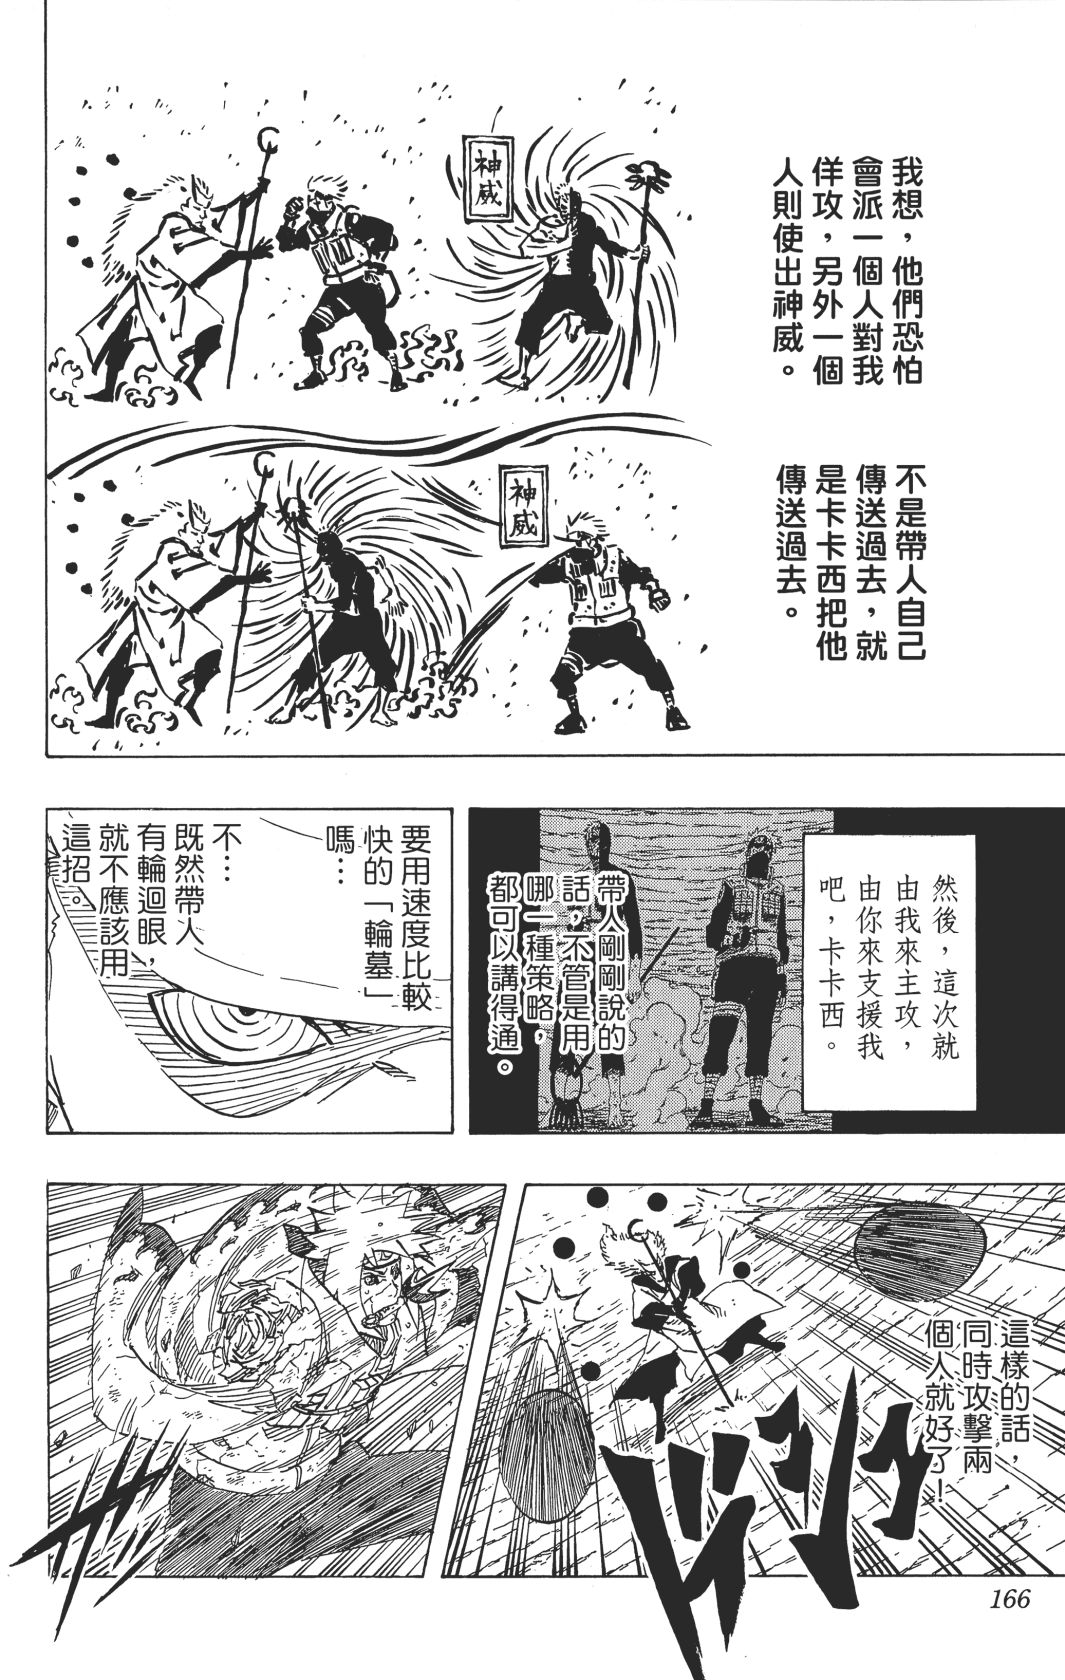 我想，他們恐怕
會派一個人對我
佯攻，另外一個
人則使出神威。
神威
不是帶人自己
傳送過去，就
是卡卡西把他
傳送過去。
神威
然後，這次就
由我來主攻，
由你來支援我
吧，卡卡西。
帶人剛剛說的
話，不管是用
哪一種策略，
都可以講得通。
要用速度比較
快的「輪墓」
嗎…
不…
既然帶人
有輪迴眼，
就不應該用
這招。
這樣的話，
同時攻擊兩
個人就好了！
166